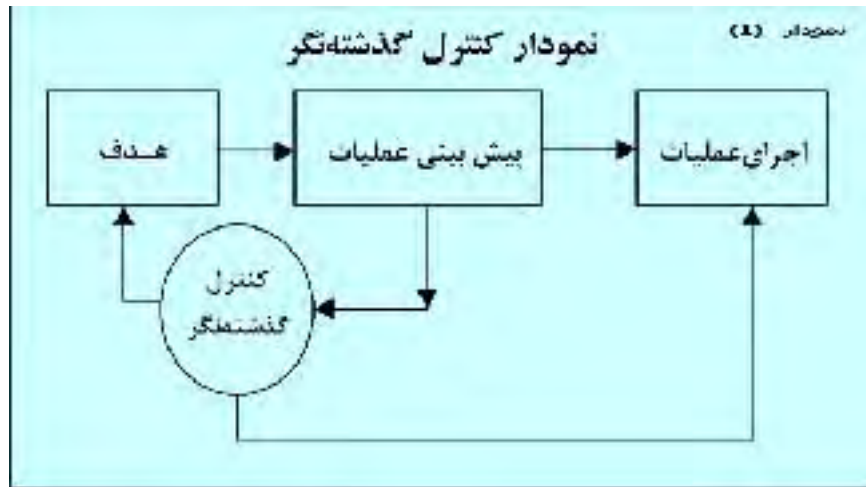 نمودار (1)
نمودار کنترل گذشته‌نگر
اجرای عملیات
پیش بینی عملیات
هدف
کنترل
گذشته‌نگر